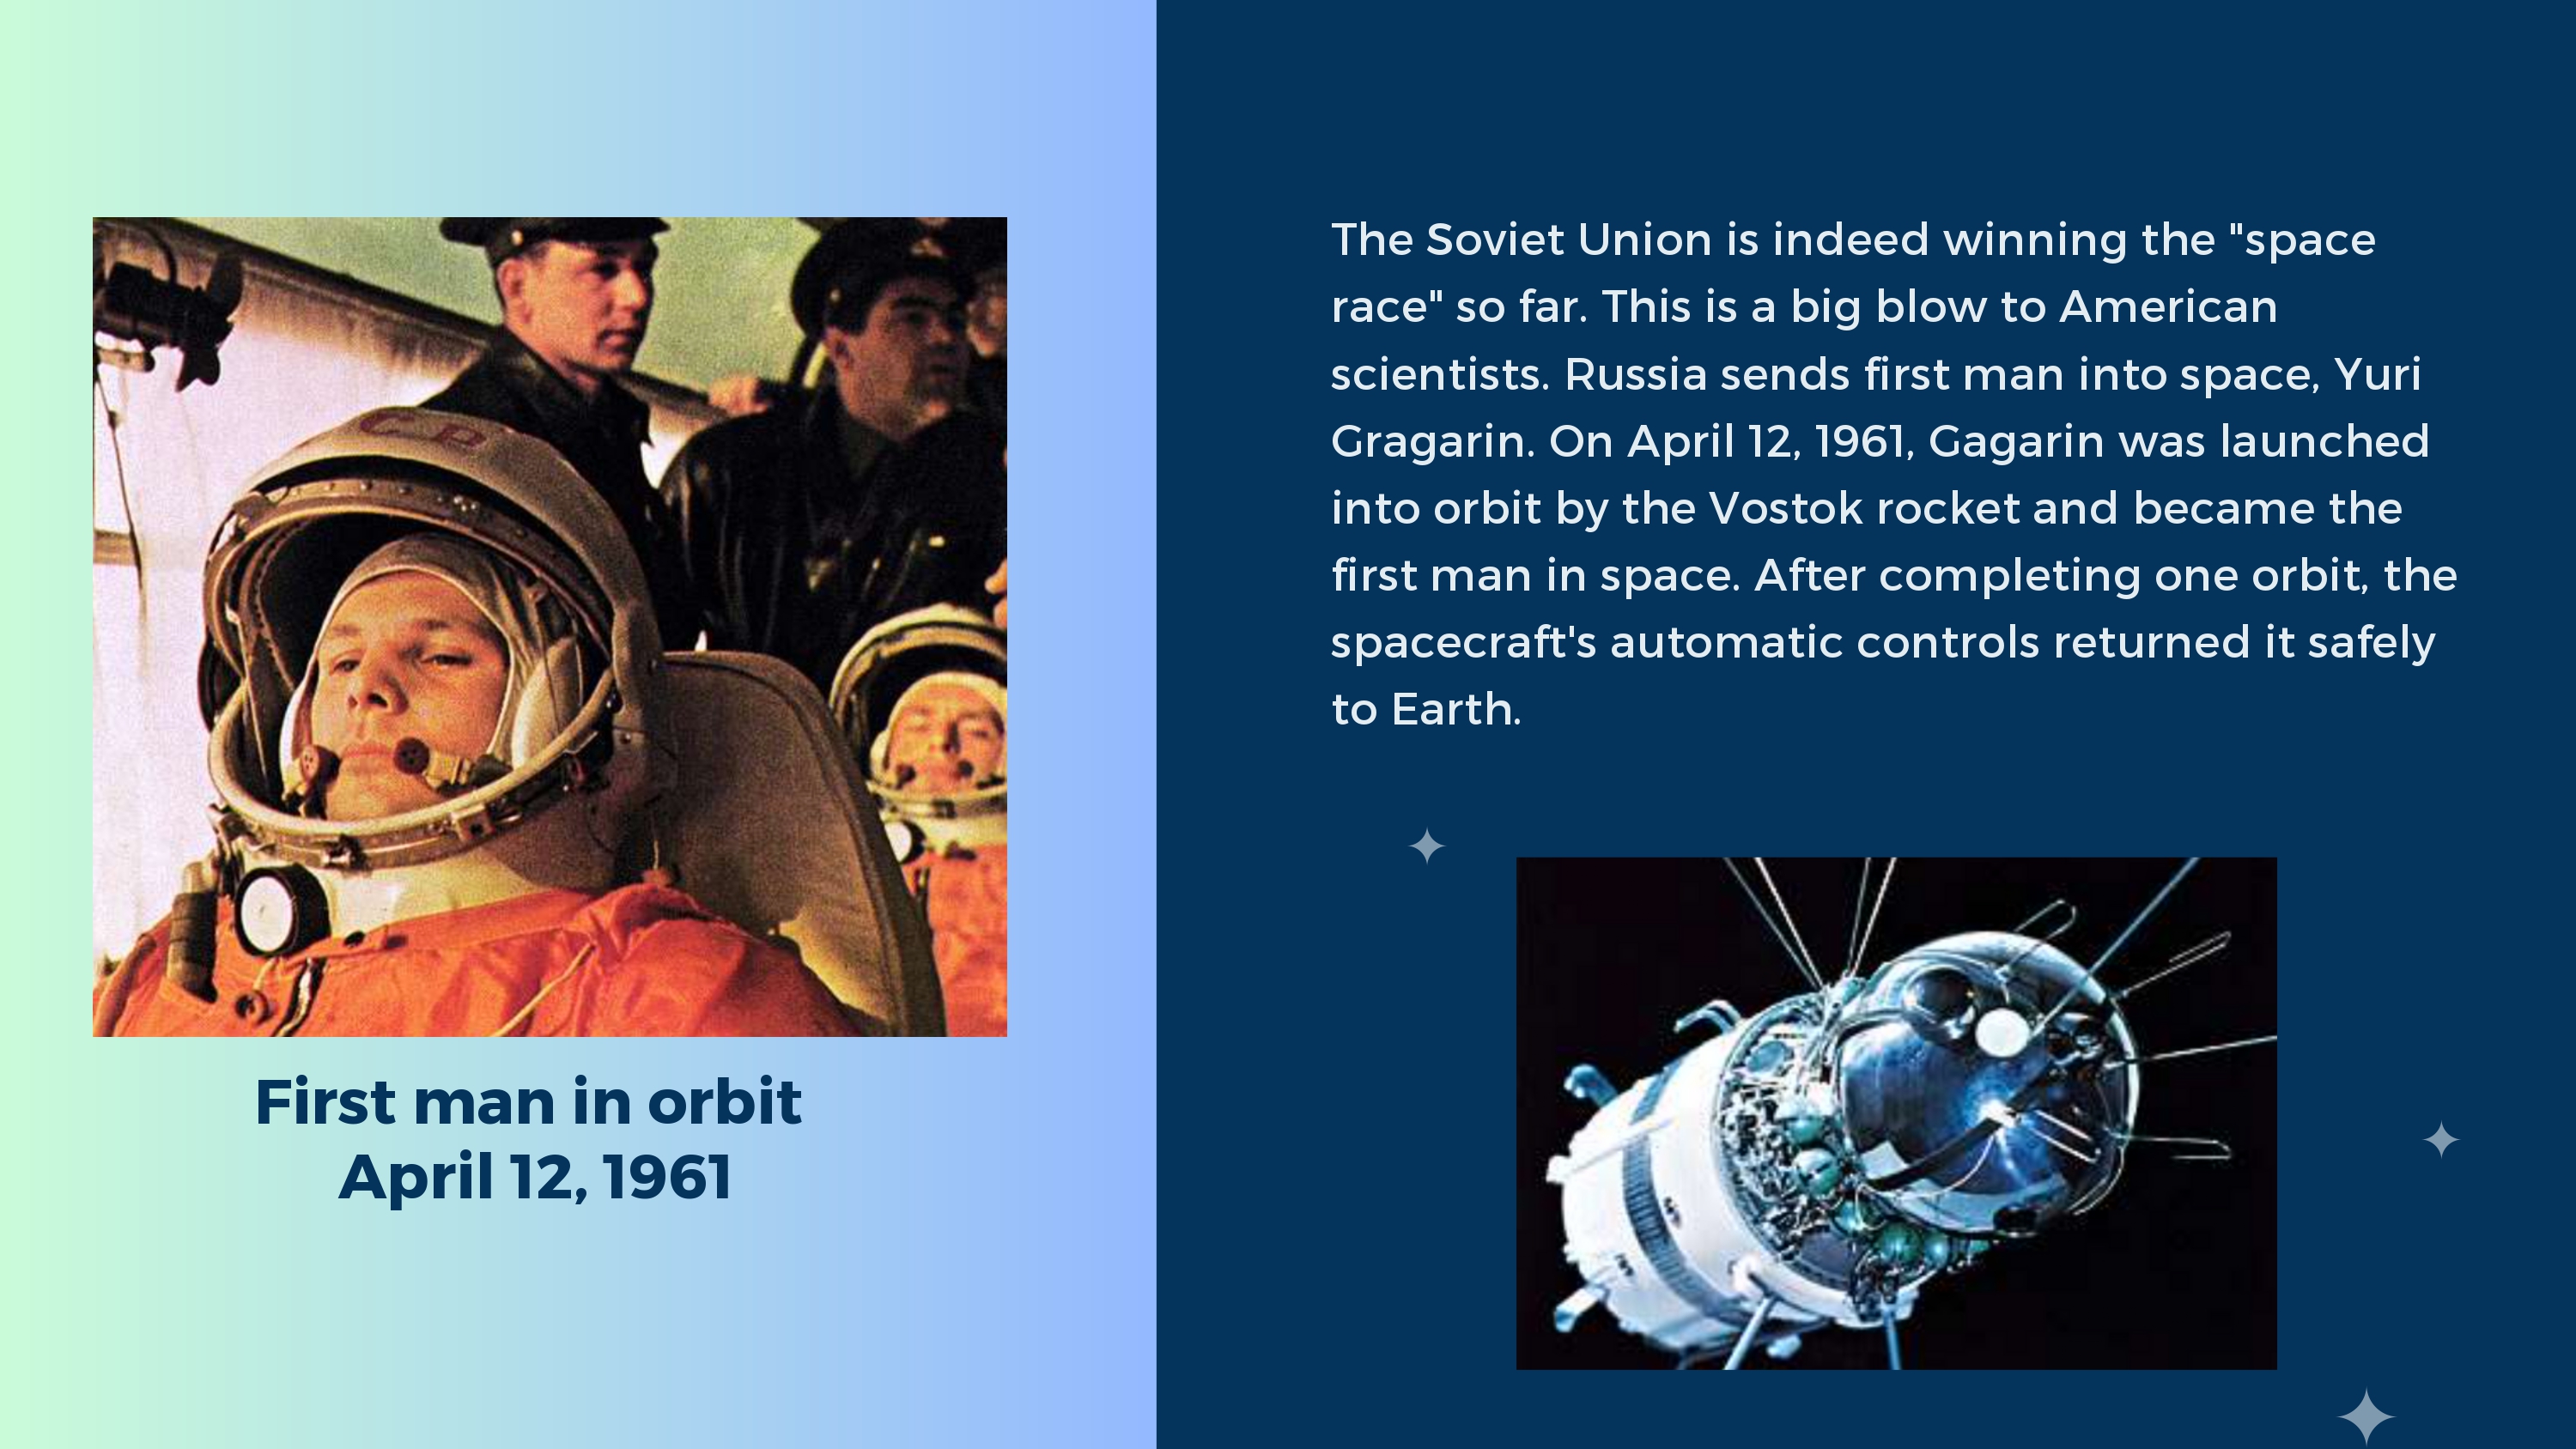 CP
First man in orbit
April 12, 1961
The Soviet Union is indeed winning the "space
race" so far. This is a big blow to American
scientists. Russia sends first man into space, Yuri
Gragarin. On April 12, 1961, Gagarin was launched
into orbit by the Vostok rocket and became the
first man in space. After completing one orbit, the
spacecraft's automatic controls returned it safely
to Earth.